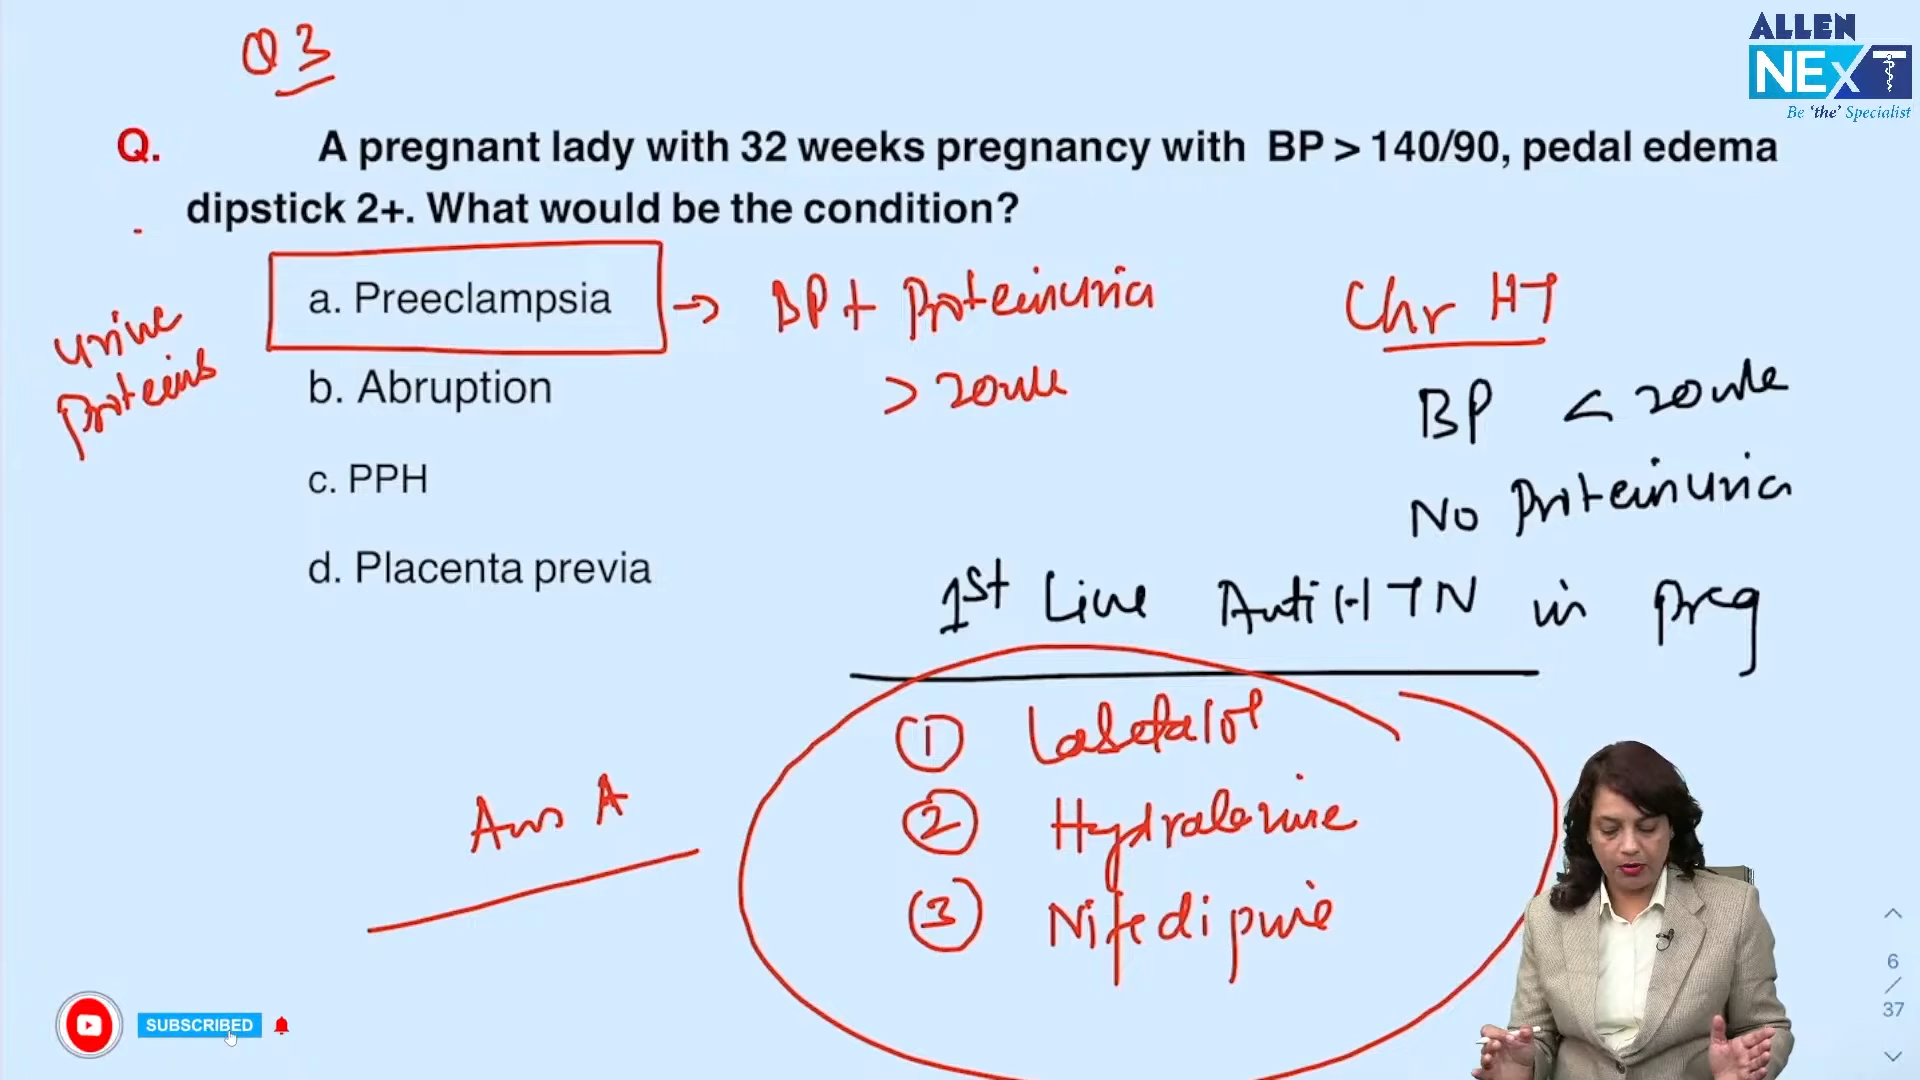 Q3
ALLEN
NEXT
Be 'the' Specialist
Q. A pregnant lady with 32 weeks pregnancy with BP > 140/90, pedal edema
dipstick 2+. What would be the condition?
a. Preeclampsia → BP + Proteinuria
> 20wk
urine
proteins
b. Abruption
c. PPH
d. Placenta previa
Chr HT
BP < 20wk
No Proteinuria
1st Line Anti HTN in preg
① Labetalol
② Hydralazine
③ Nifedipine
Ans A
SUBSCRIBED
6
/
37